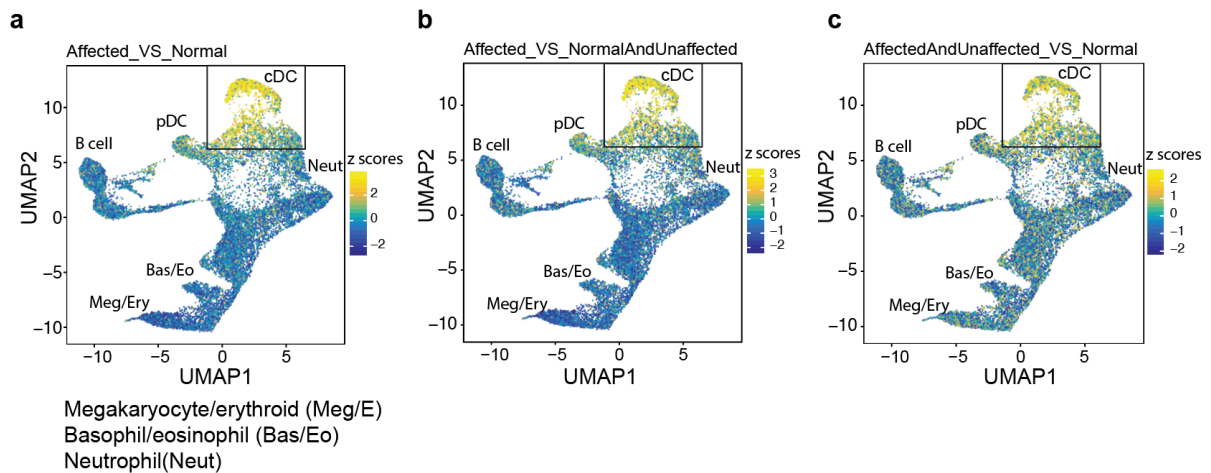 a
Affected_VS_Normal
cDC
pDC
B cell
Neut
z scores
2
0
−2
Bas/Eo
Meg/Ery
10
5
0
−5
−10
UMAP2
−10 −5 0 5
UMAP1
Megakaryocyte/erythroid (Meg/E)
Basophil/eosinophil (Bas/Eo)
Neutrophil(Neut)
b
Affected_VS_NormalAndUnaffected
cDC
pDC
B cell
Neut
z scores
3
2
1
0
-1
-2
Bas/Eo
Meg/Ery
10
5
0
−5
−10
UMAP2
−10 −5 0 5
UMAP1
c
AffectedAndUnaffected_VS_Normal
cDC
pDC
B cell
Neut
z scores
2
1
0
-1
-2
Bas/Eo
Meg/Ery
10
5
0
−5
−10
UMAP2
−10 −5 0 5
UMAP1